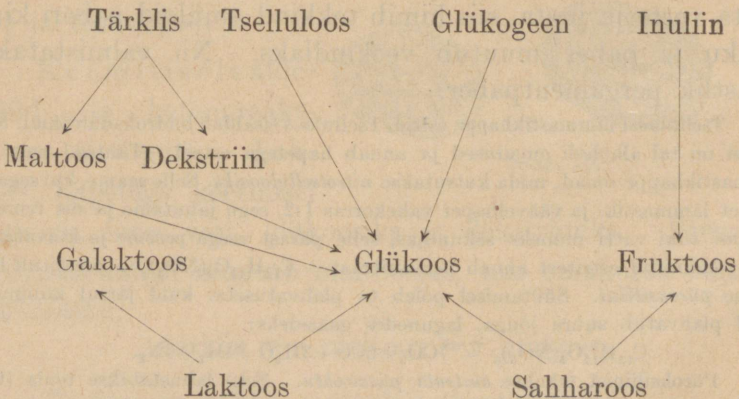 Tärklis Tselluloos Glükogeen Inuliin
Maltoos Dekstriin
Galaktoos Glükoos Fruktoos
Laktoos Sahharoos